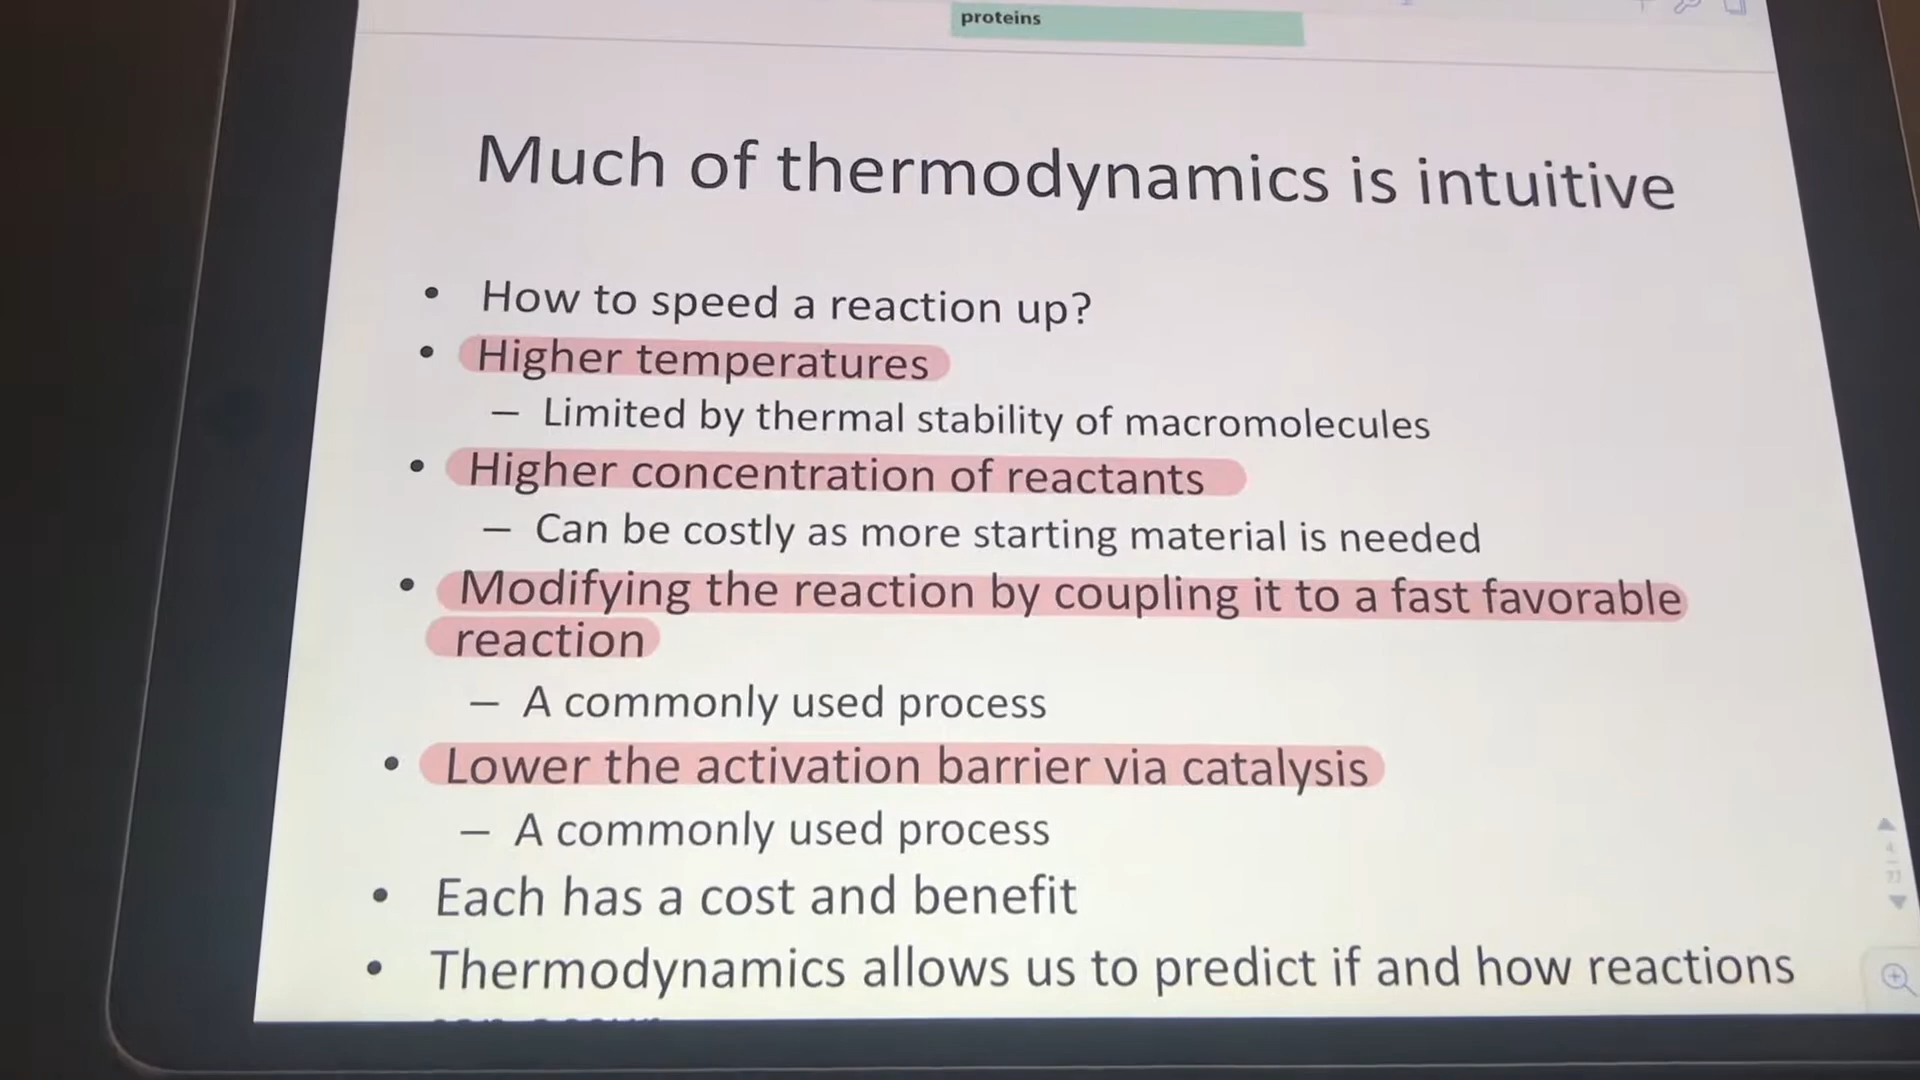 proteins
Much of thermodynamics is intuitive
• How to speed a reaction up?
• Higher temperatures
– Limited by thermal stability of macromolecules
• Higher concentration of reactants
– Can be costly as more starting material is needed
• Modifying the reaction by coupling it to a fast favorable
reaction
– A commonly used process
• Lower the activation barrier via catalysis
– A commonly used process
• Each has a cost and benefit
• Thermodynamics allows us to predict if and how reactions